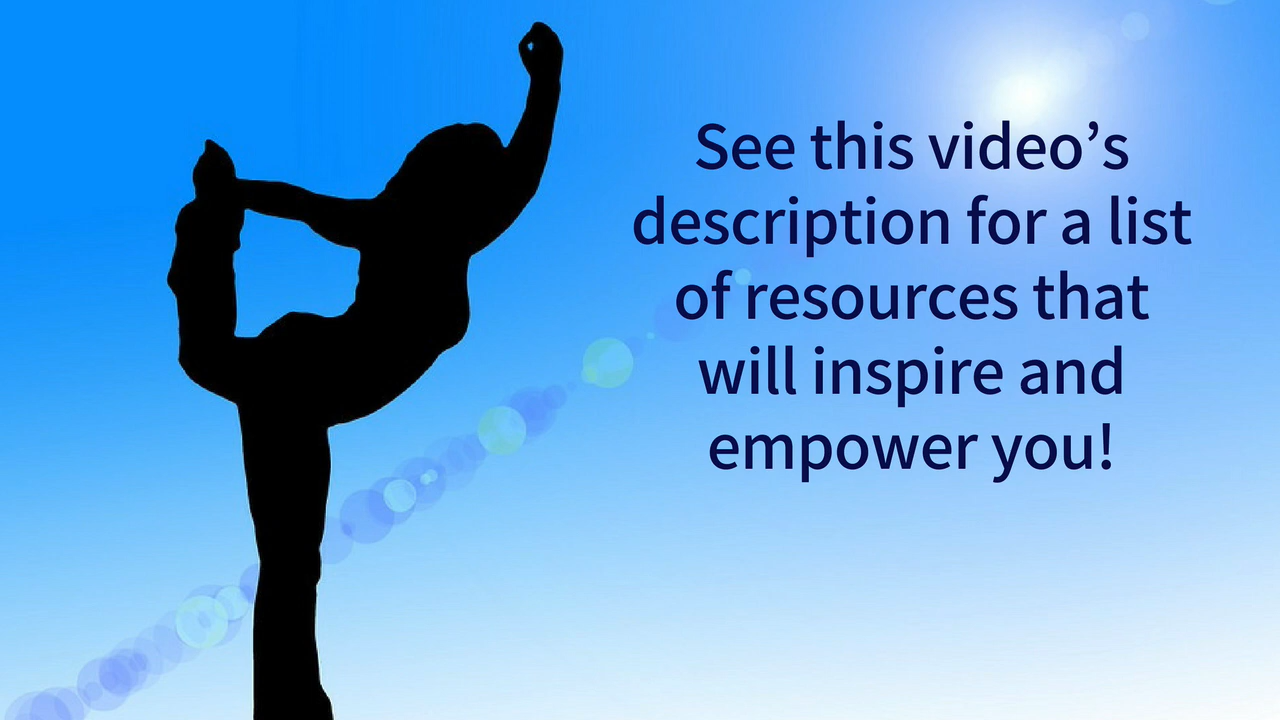 See this video’s
description for a list
of resources that
will inspire and
empower you!